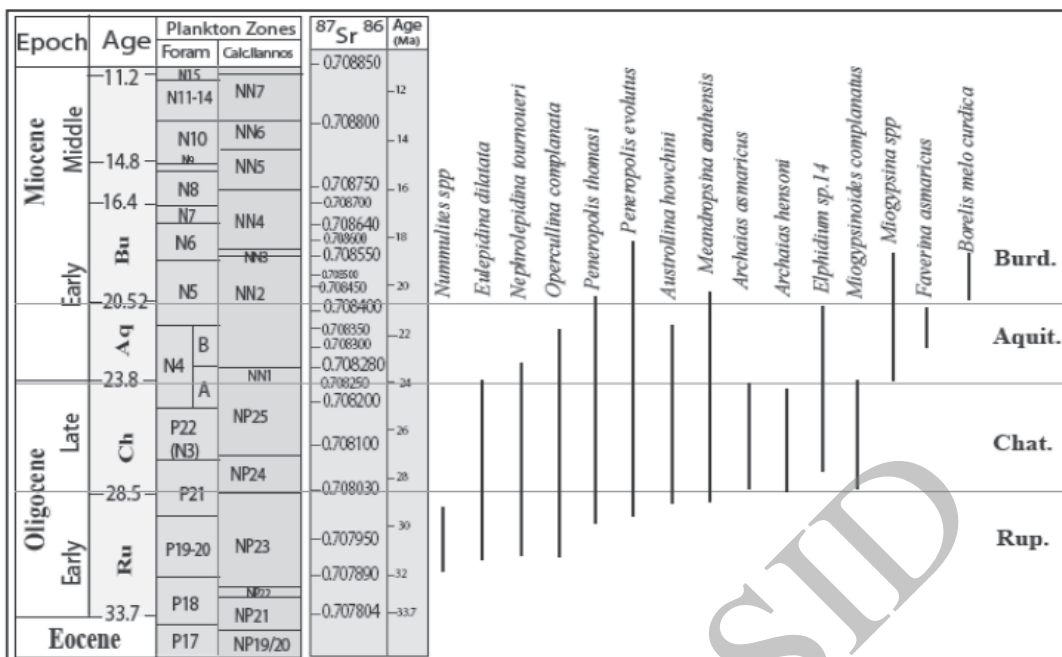 Epoch
Age
Plankton Zones
Foram
Calc.llannos
87 Sr 86
Age (Ma)
Miocene
Middle
Early
Oligocene
Late
Early
Eocene
11.2
14.8
16.4
Bu
20.52
Aq
23.8
Ch
28.5
Ru
33.7
N15
N11-14
N10
N9
N8
N7
N6
N5
N4
B
A
P22
(N3)
P21
P19-20
P18
P17
NN7
NN6
NN5
NN4
NN3
NN2
NN1
NP25
NP24
NP23
NP22
NP21
NP19/20
0.708850
0.708800
0.708750
0.708700
0.708640
0.708600
0.708550
0.708500
0.708450
0.708400
0.708350
0.708300
0.708280
0.708250
0.708200
0.708100
0.708030
0.707950
0.707890
0.707804
12
14
16
18
20
22
24
26
28
30
32
33.7
Nummulites spp
Eulepidina dilatata
Nephrolepidina tournoueri
Opercullina complanata
Peneropolis thomasi
Peneropolis evolutus
Austrollina howchini
Meandropsina anahensis
Archaias asmaricus
Archaias hensoni
Elphidium sp.14
Miogypsinoides complanatus
Miogypsina spp
Faverina asmaricus
Borelis melo curdica
Burd.
Aquit.
Chat.
Rup.
SID